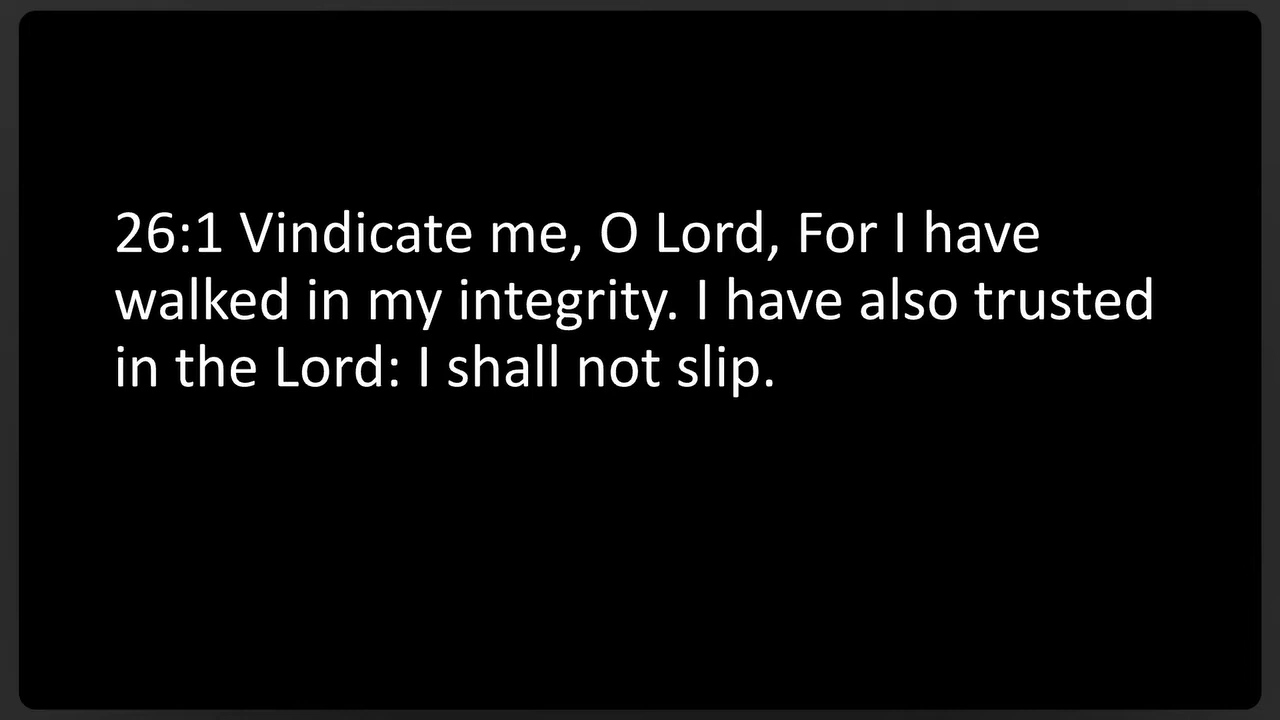 26:1 Vindicate me, O Lord, For I have
walked in my integrity. I have also trusted
in the Lord: I shall not slip.